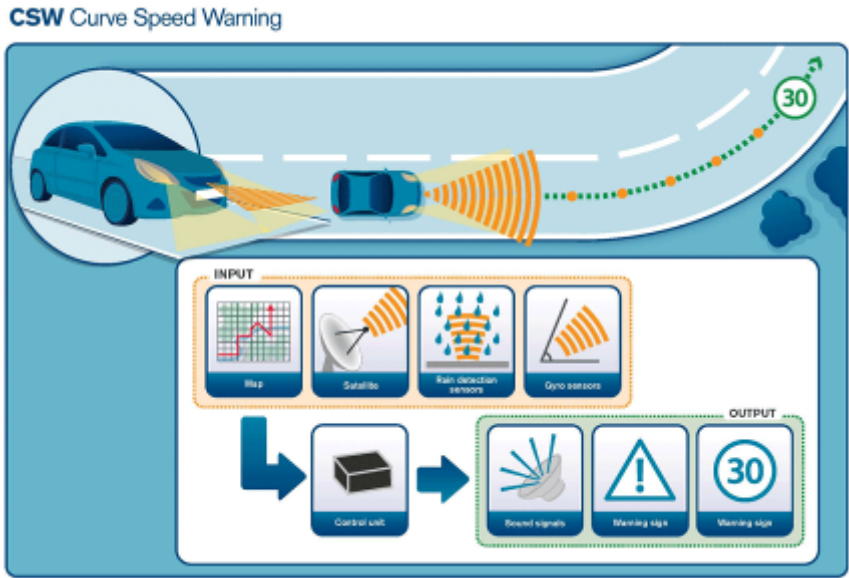 CSW Curve Speed Warning
30
INPUT
Map
Satellite
Rain detection
sensors
Gyro sensors
OUTPUT
Control unit
Sound signals
Warning sign
30
Warning sign